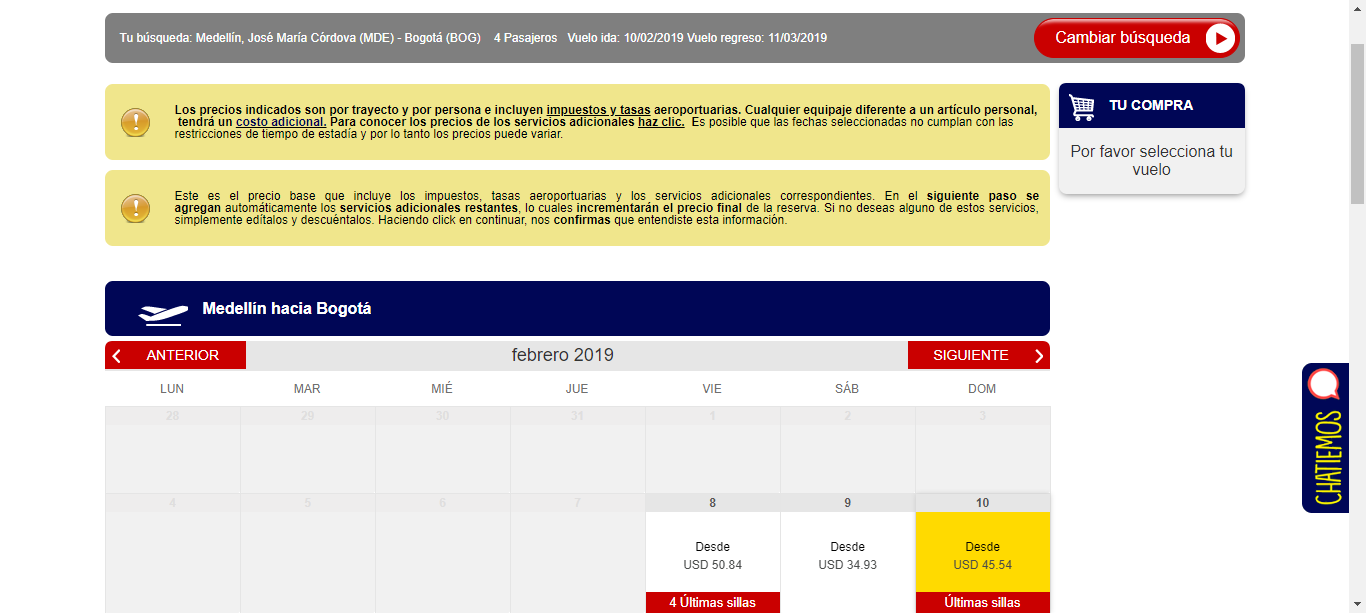 Tu búsqueda: Medellín, José María Córdova (MDE) - Bogotá (BOG) 4 Pasajeros Vuelo ida: 10/02/2019 Vuelo regreso: 11/03/2019
Cambiar búsqueda
Los precios indicados son por trayecto y por persona e incluyen impuestos y tasas aeroportuarias. Cualquier equipaje diferente a un artículo personal,
tendrá un costo adicional. Para conocer los precios de los servicios adicionales haz clic. Es posible que las fechas seleccionadas no cumplan con las
restricciones de tiempo de estadía y por lo tanto los precios puede variar.
TU COMPRA
Por favor selecciona tu
vuelo
Este es el precio base que incluye los impuestos, tasas aeroportuarias y los servicios adicionales correspondientes. En el siguiente paso se
agregan automáticamente los servicios adicionales restantes, lo cuales incrementarán el precio final de la reserva. Si no deseas alguno de estos servicios,
simplemente edítalos y descuéntalos. Haciendo click en continuar, nos confirmas que entendiste esta información.
Medellín hacia Bogotá
ANTERIOR febrero 2019 SIGUIENTE
LUN MAR MIÉ JUE VIE SÁB DOM
28 29 30 31 1 2 3
4 5 6 7 8 9 10
Desde Desde Desde
USD 50.84 USD 34.93 USD 45.54
4 Últimas sillas Últimas sillas
CHATIEMOS